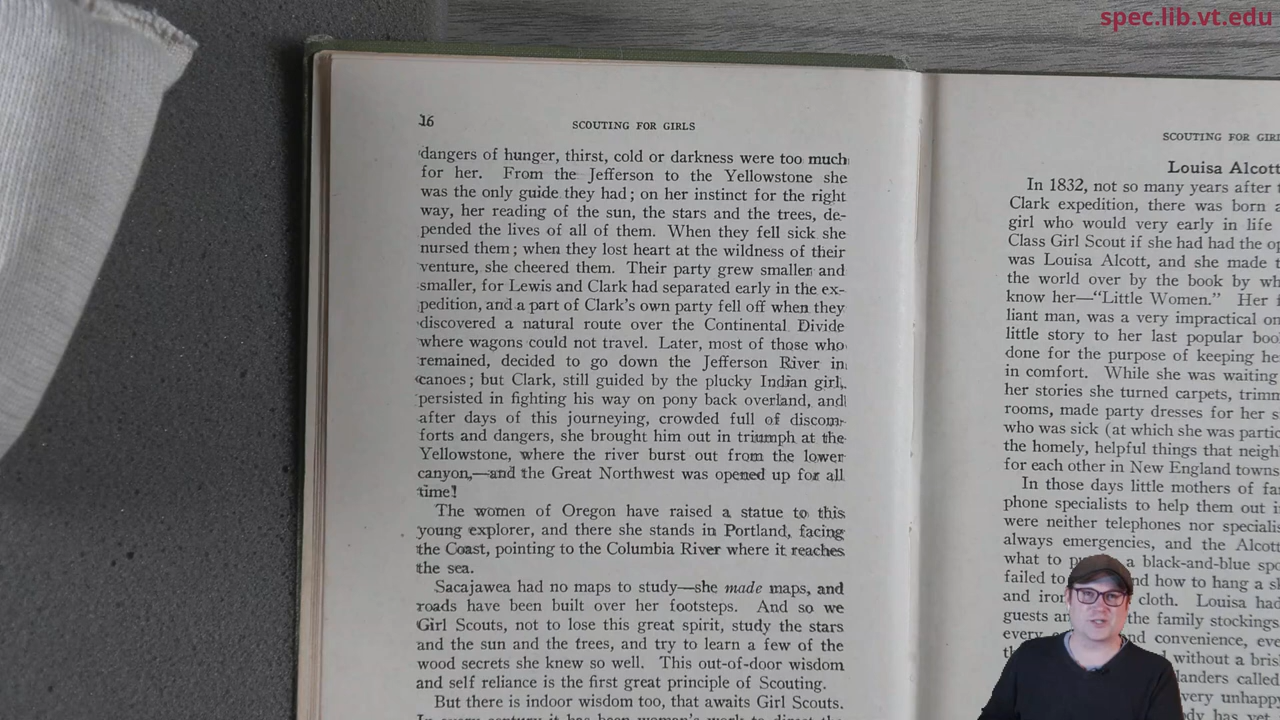 spec.lib.vt.edu
16
SCOUTING FOR GIRLS
dangers of hunger, thirst, cold or darkness were too much
for her. From the Jefferson to the Yellowstone she
was the only guide they had; on her instinct for the right
way, her reading of the sun, the stars and the trees, de-
pended the lives of all of them. When they fell sick she
nursed them; when they lost heart at the wildness of their
venture, she cheered them. Their party grew smaller and
smaller, for Lewis and Clark had separated early in the ex-
pedition, and a part of Clark's own party fell off when they
discovered a natural route over the Continental Divide
where wagons could not travel. Later, most of those who
remained, decided to go down the Jefferson River in
canoes; but Clark, still guided by the plucky Indian girl,
persisted in fighting his way on pony back overland, and
after days of this journeying, crowded full of discom-
forts and dangers, she brought him out in triumph at the
Yellowstone, where the river burst out from the lower
canyon,—and the Great Northwest was opened up for all
time!
The women of Oregon have raised a statue to this
young explorer, and there she stands in Portland, facing
the Coast, pointing to the Columbia River where it reaches
the sea.
Sacajawea had no maps to study—she made maps, and
roads have been built over her footsteps. And so we
Girl Scouts, not to lose this great spirit, study the stars
and the sun and the trees, and try to learn a few of the
wood secrets she knew so well. This out-of-door wisdom
and self reliance is the first great principle of Scouting.
But there is indoor wisdom too, that awaits Girl Scouts.
In every century it has been women's work to direct the
SCOUTING FOR
Louisa Alcott
In 1832, not so many years after
Clark expedition, there was born
girl who would very early in life
Class Girl Scout if she had had the
was Louisa Alcott, and she made
the world over by the book by
know her—"Little Women." Her
liant man, was a very impractical
little story to her last popular
done for the purpose of keeping
in comfort. While she was waiting
her stories she turned carpets,
rooms, made party dresses for her
who was sick (at which she was
the homely, helpful things that
for each other in New England towns
In those days little mothers of
phone specialists to help them out
were neither telephones nor
always emergencies, and the
what to a black-and-blue
failed to how to hang a
and cloth. Louisa had
guests the family stockings
every convenience,
without a
called
very